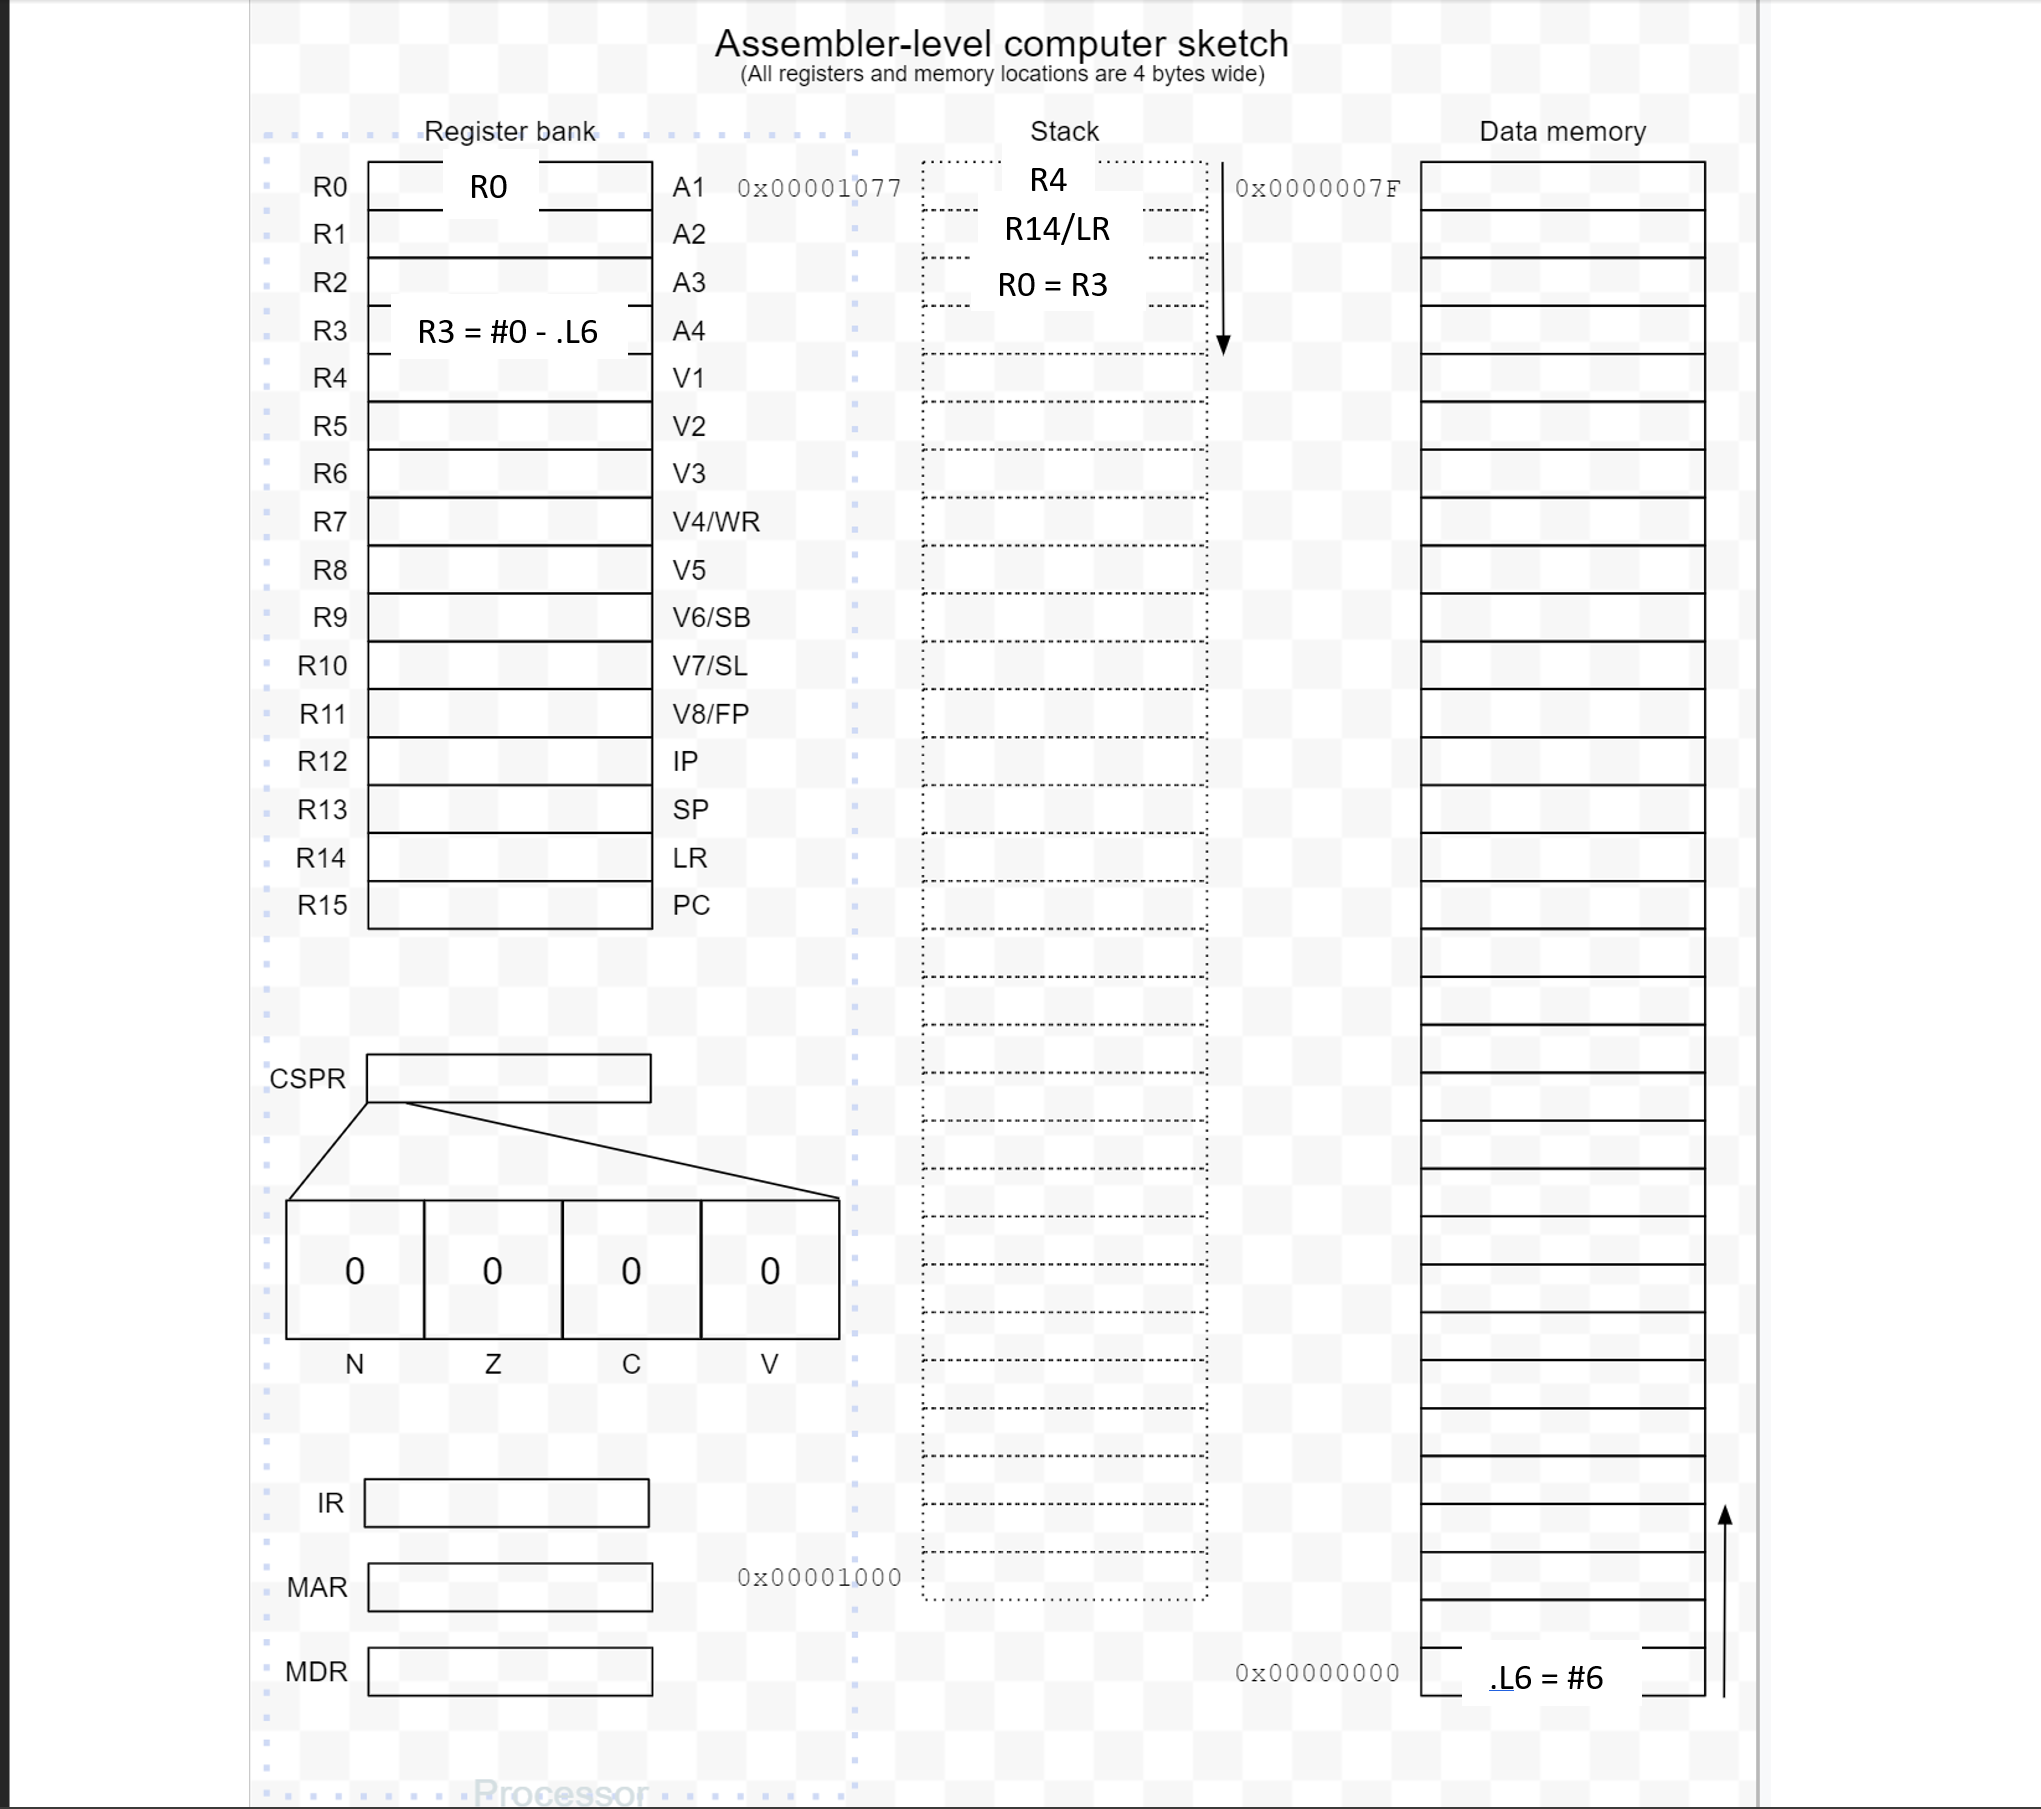 Assembler-level computer sketch
(All registers and memory locations are 4 bytes wide)
Register bank
Stack
Data memory
R0 R0 A1 0x00001077 R4 0x0000007F
R1 A2 R14/LR
R2 A3 R0 = R3
R3 R3 = #0 - .L6 A4
R4 V1
R5 V2
R6 V3
R7 V4/WR
R8 V5
R9 V6/SB
R10 V7/SL
R11 V8/FP
R12 IP
R13 SP
R14 LR
R15 PC
CSPR
0 0 0 0
N Z C V
IR
MAR 0x00001000
MDR 0x00000000 .L6 = #6
Processor